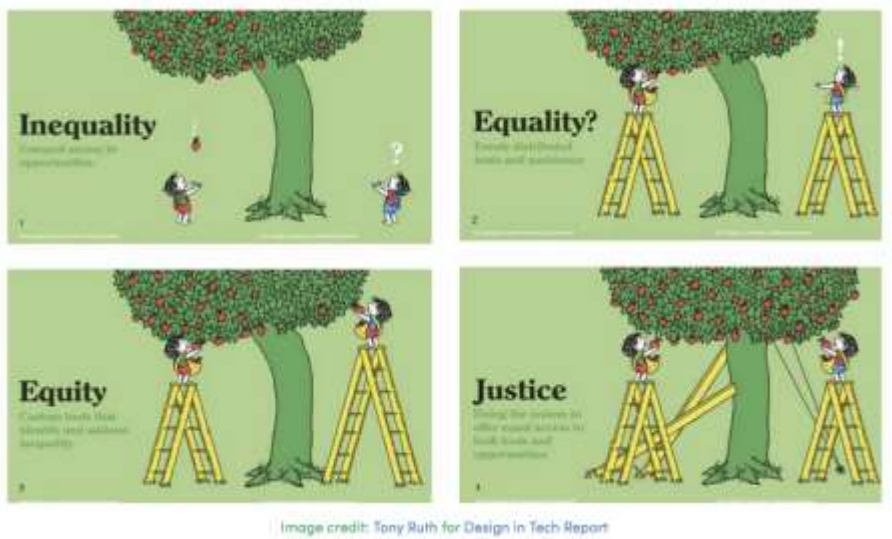 Inequality
Unequal access to
opportunities
?
1
Equality?
Evenly distributed
tools and assistance
!
2
Equity
Custom tools that
identify and address
inequality
3
Justice
Fixing the system to
offer equal access to
both tools and
opportunities
4
Image credit: Tony Ruth for Design in Tech Report